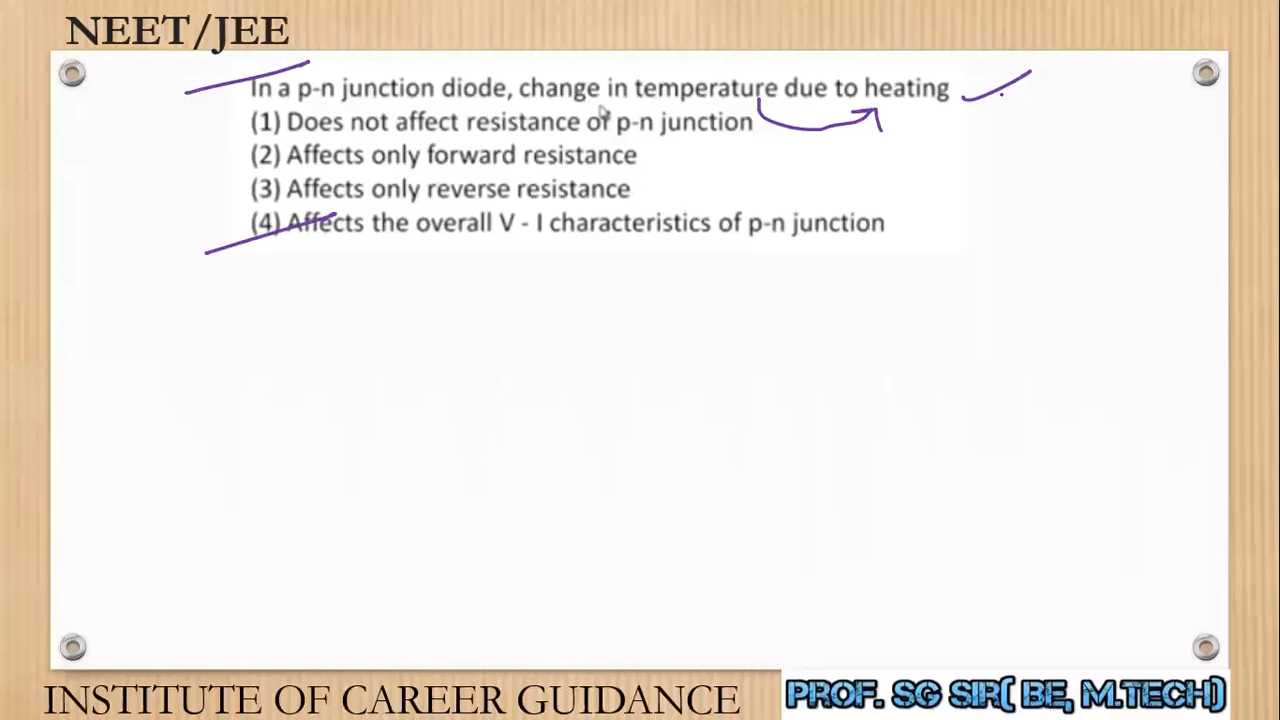 NEET/JEE
In a p-n junction diode, change in temperature due to heating
(1) Does not affect resistance of p-n junction
(2) Affects only forward resistance
(3) Affects only reverse resistance
(4) Affects the overall V - I characteristics of p-n junction
INSTITUTE OF CAREER GUIDANCE
PROF. SG SIR( BE, M.TECH)